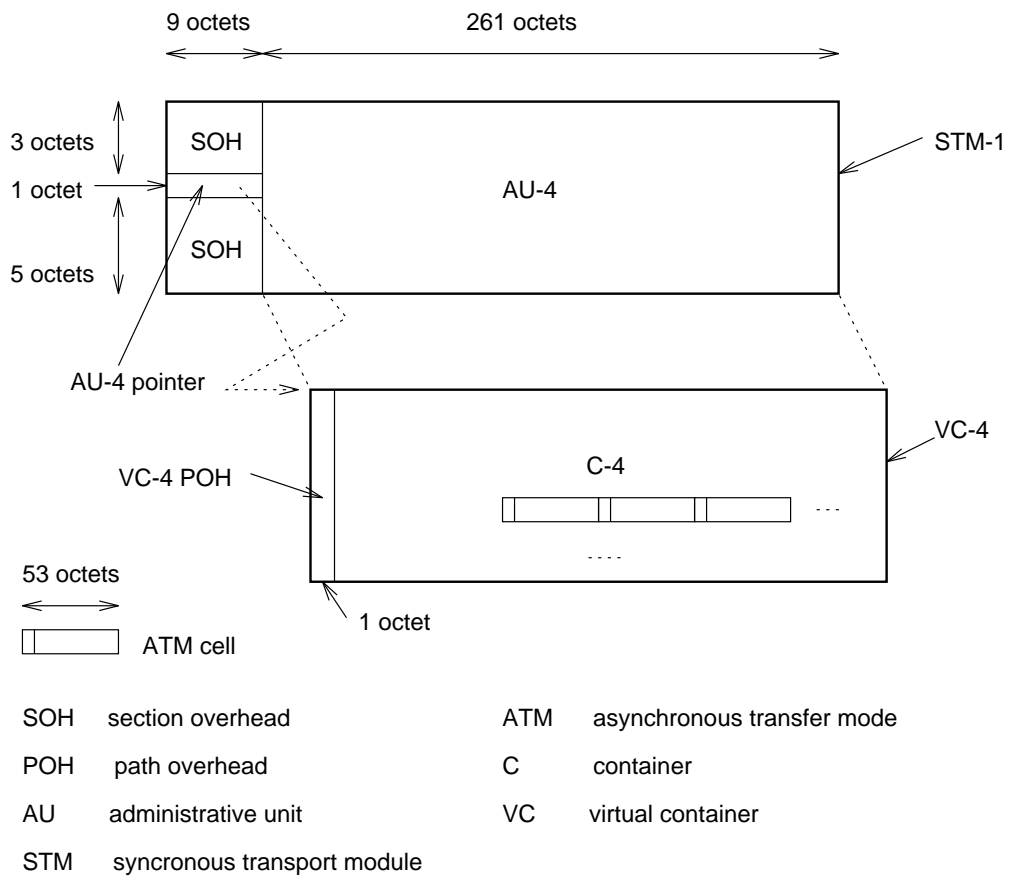 9 octets
261 octets
3 octets
SOH
STM-1
1 octet
AU-4
SOH
5 octets
AU-4 pointer
VC-4
C-4
VC-4 POH
53 octets
1 octet
ATM cell
SOH section overhead
ATM asynchronous transfer mode
POH path overhead
C container
AU administrative unit
VC virtual container
STM syncronous transport module